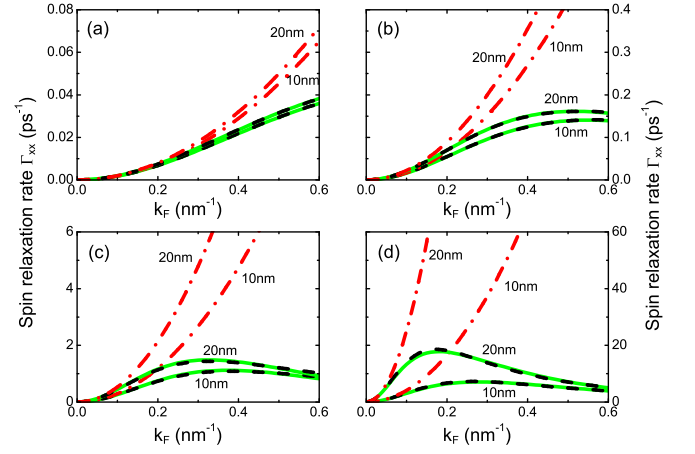 (a)
20nm
10nm
0.08
0.06
0.04
0.02
0.00
0.0 0.2 0.4 0.6
k_F (nm⁻¹)
(b)
20nm
10nm
20nm
10nm
0.4
0.3
0.2
0.1
0.0
0.0 0.2 0.4 0.6
k_F (nm⁻¹)
Spin relaxation rate Γ_xx (ps⁻¹)
Spin relaxation rate Γ_xx (ps⁻¹)
(c)
20nm
10nm
20nm
10nm
6
4
2
0
0.0 0.2 0.4 0.6
k_F (nm⁻¹)
(d)
20nm
10nm
20nm
10nm
60
40
20
0
0.0 0.2 0.4 0.6
k_F (nm⁻¹)